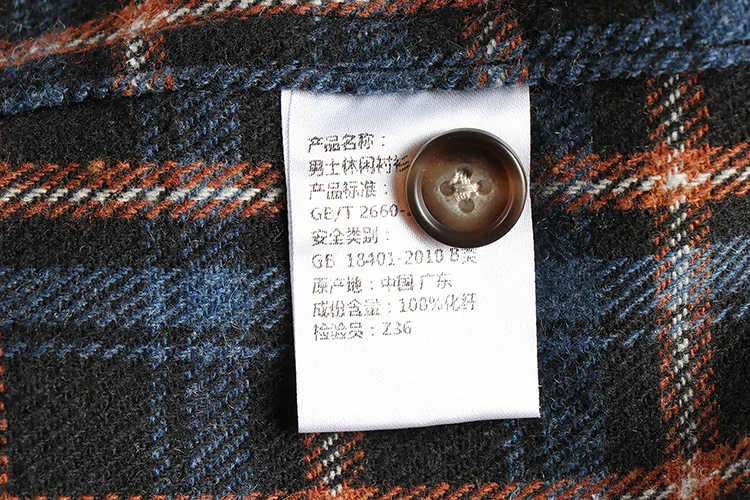 产品名称：
男士休闲衬衫
产品标准：
GB/T 2660-
安全类别：
GB 18401-2010 B类
原产地：中国 广东
成份含量：100%化纤
检验员：Z36